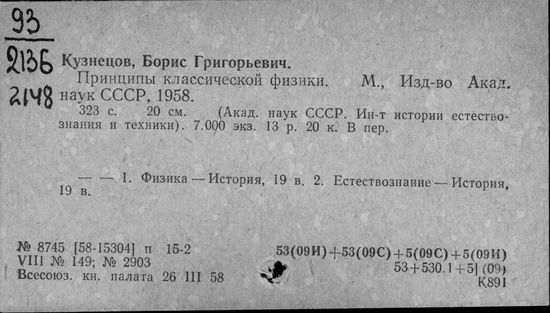 93
2136
2148
Кузнецов, Борис Григорьевич.
Принципы классической физики. М., Изд-во Акад.
наук СССР, 1958.
323 с. 20 см. (Акад. наук СССР. Ин-т истории естество-
знания и техники). 7.000 экз. 13 р. 20 к. В пер.
— — 1. Физика — История, 19 в. 2. Естествознание — История,
19 в.
№ 8745 [58-15304] п 15-2
VIII № 149; № 2903
Всесоюз. кн. палата 26 III 58
53(09И)+53(09С)+5(09С)+5(09И)
53+530.1+5](09)
К891